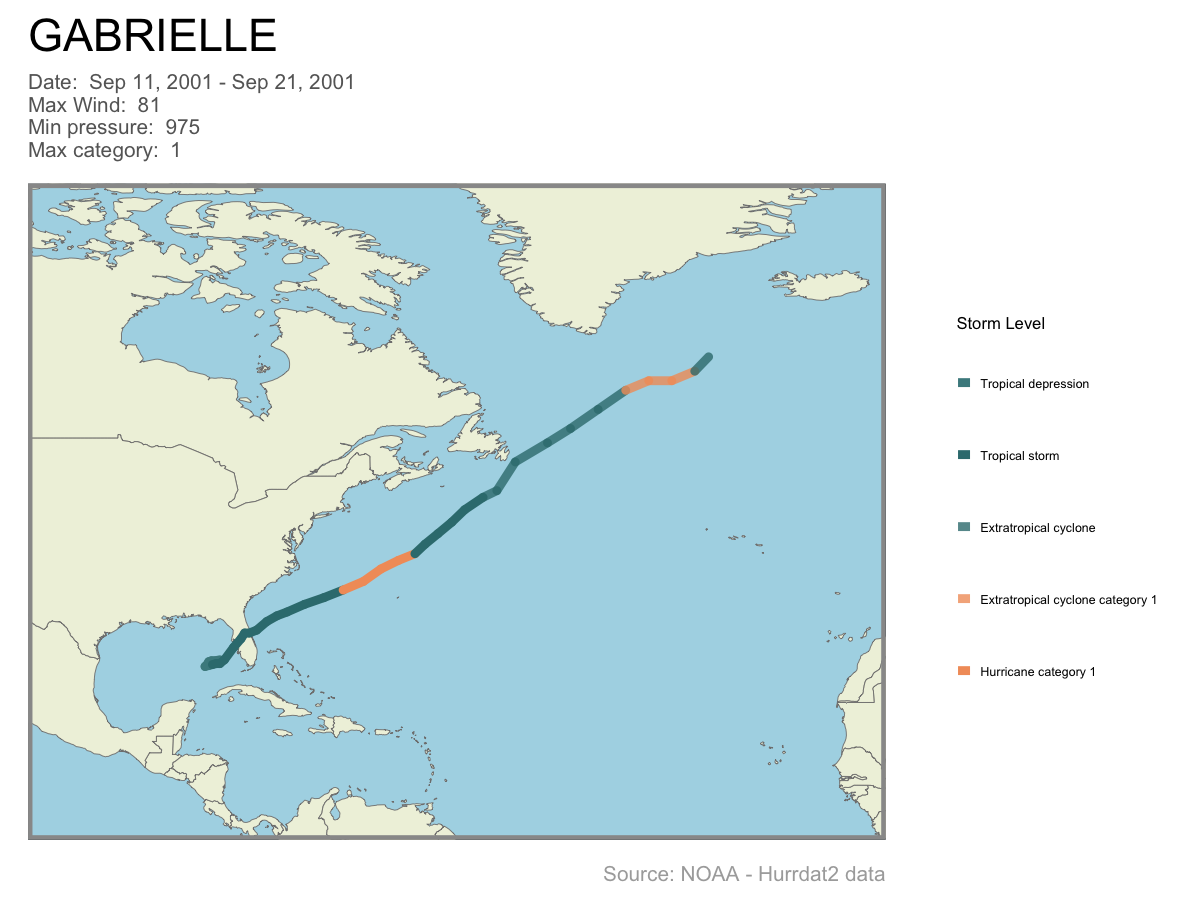 GABRIELLE
Date:  Sep 11, 2001 - Sep 21, 2001
Max Wind:  81
Min pressure:  975
Max category:  1
Storm Level
Tropical depression
Tropical storm
Extratropical cyclone
Extratropical cyclone category 1
Hurricane category 1
Source: NOAA - Hurrdat2 data